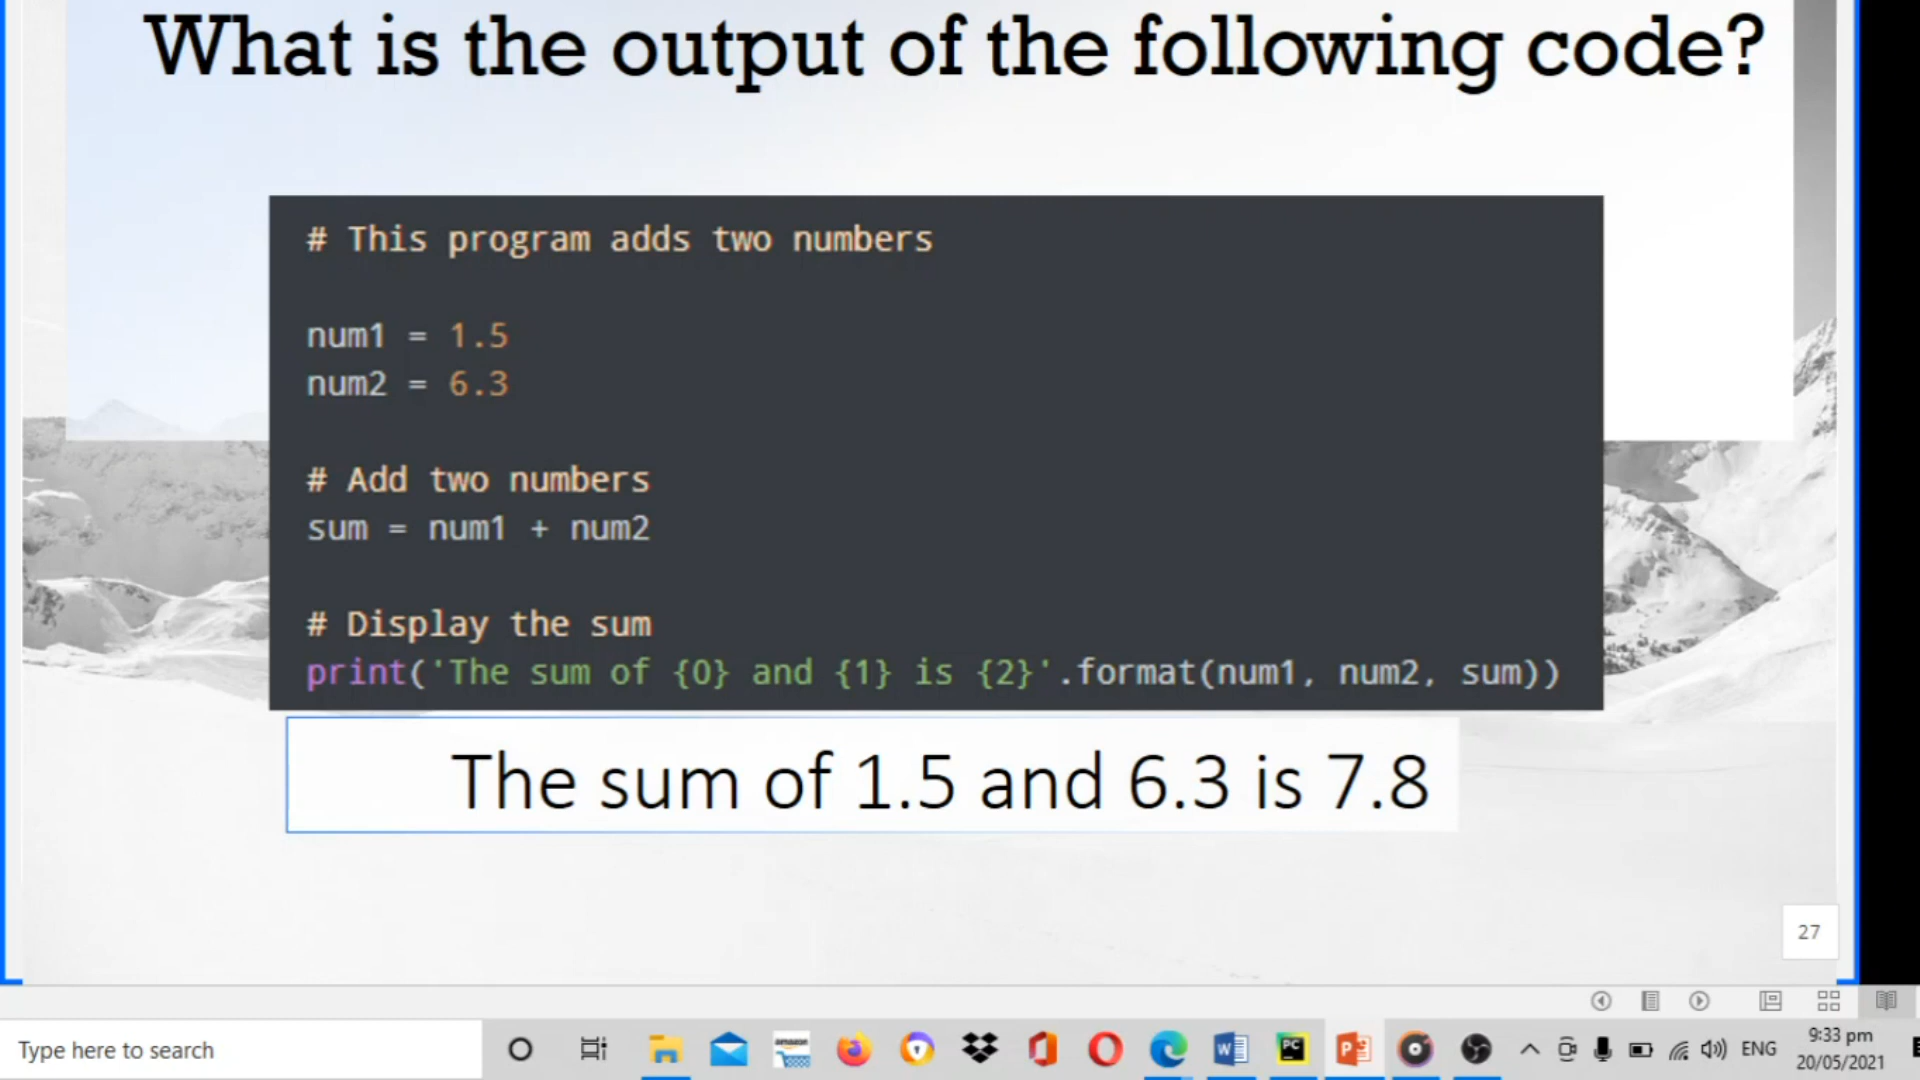 What is the output of the following code?
# This program adds two numbers
num1 = 1.5
num2 = 6.3
# Add two numbers
sum = num1 + num2
# Display the sum
print('The sum of {0} and {1} is {2}'.format(num1, num2, sum))
The sum of 1.5 and 6.3 is 7.8
27
Type here to search
amazon
W
PC
P
ENG
9:33 pm
20/05/2021